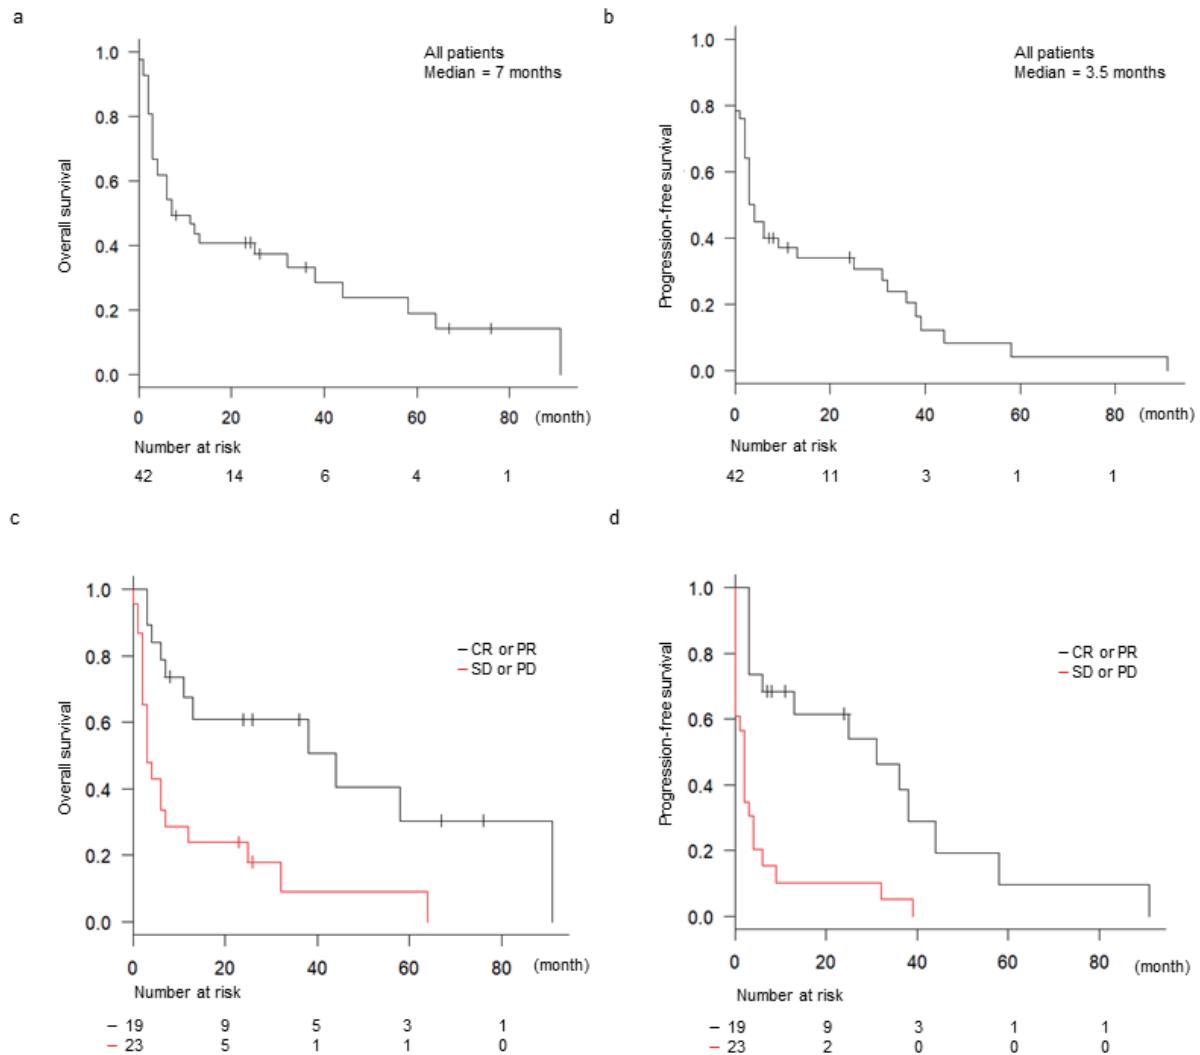 a
1.0
0.8
0.6
0.4
0.2
0.0
Overall survival
All patients
Median = 7 months
0 20 40 60 80 (month)
Number at risk
42 14 6 4 1
b
1.0
0.8
0.6
0.4
0.2
0.0
Progression-free survival
All patients
Median = 3.5 months
0 20 40 60 80 (month)
Number at risk
42 11 3 1 1
c
1.0
0.8
0.6
0.4
0.2
0.0
Overall survival
CR or PR
SD or PD
0 20 40 60 80 (month)
Number at risk
19 9 5 3 1
23 5 1 1 0
d
1.0
0.8
0.6
0.4
0.2
0.0
Progression-free survival
CR or PR
SD or PD
0 20 40 60 80 (month)
Number at risk
19 9 3 1 1
23 2 0 0 0